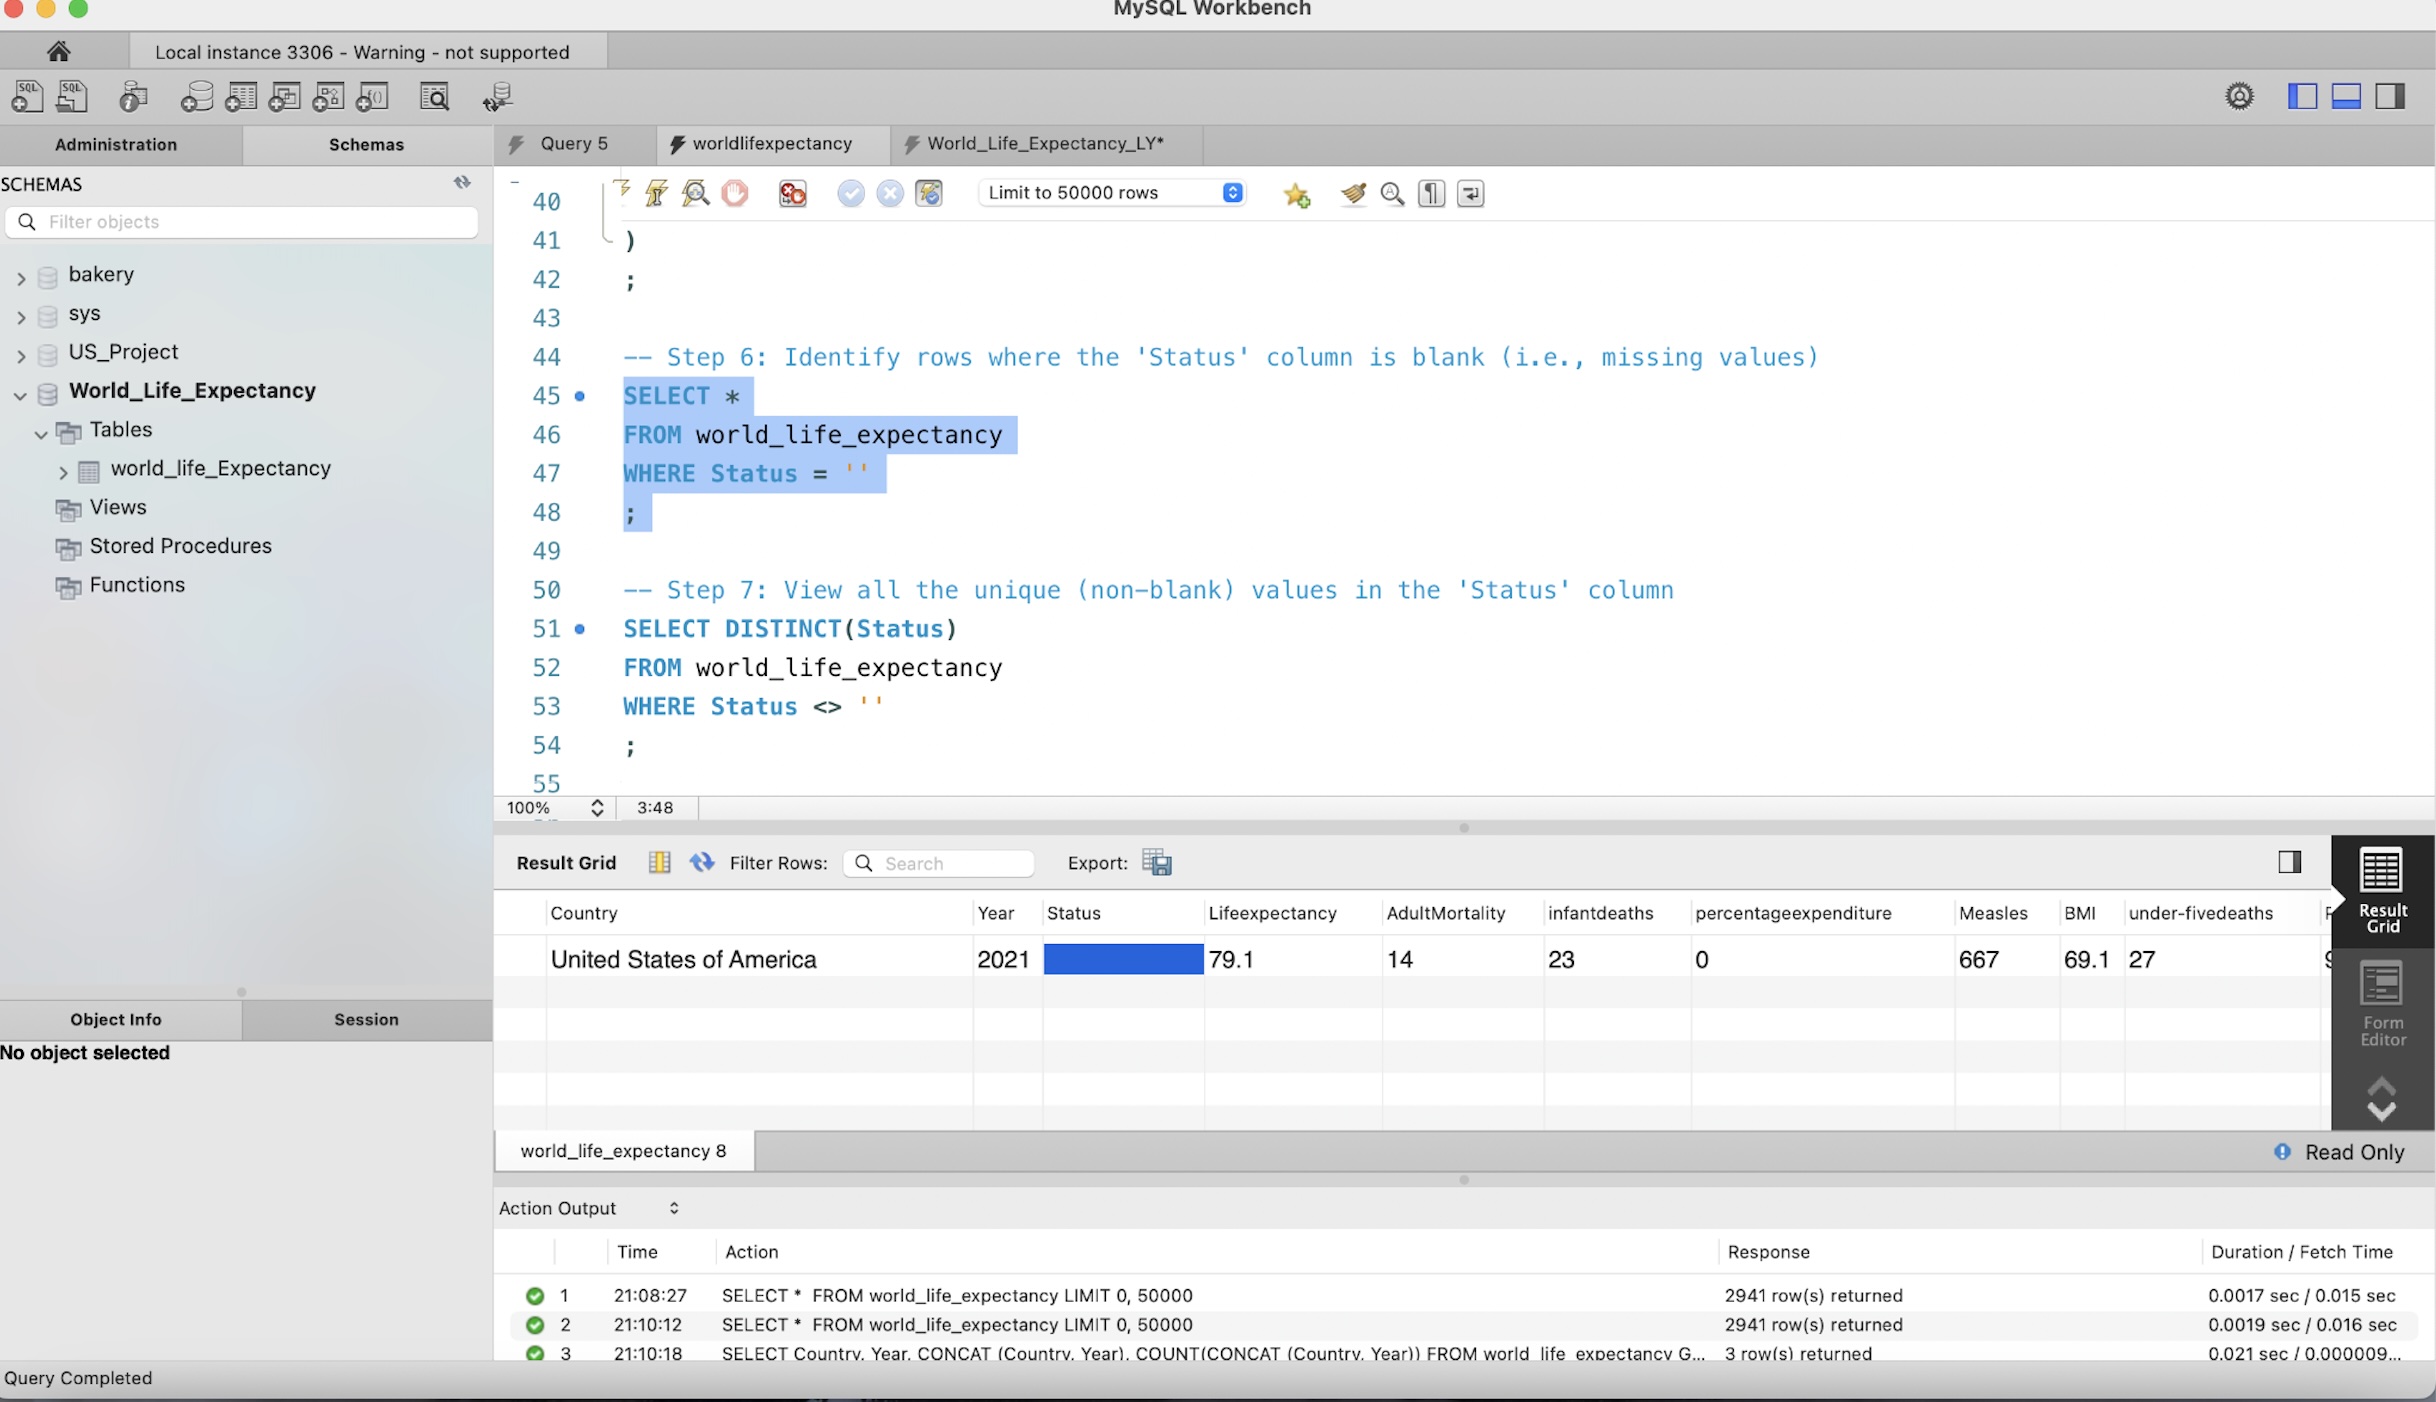 MySQL Workbench
Local instance 3306 - Warning - not supported
SQL SQL
Administration Schemas
Query 5 worldlifexpectancy World_Life_Expectancy_LY*
SCHEMAS
Filter objects
bakery
sys
US_Project
World_Life_Expectancy
Tables
world_life_Expectancy
Views
Stored Procedures
Functions
Object Info Session
No object selected
Limit to 50000 rows
40
41 )
42 ;
43
44 -- Step 6: Identify rows where the 'Status' column is blank (i.e., missing values)
45 SELECT *
46 FROM world_life_expectancy
47 WHERE Status = ''
48 ;
49
50 -- Step 7: View all the unique (non-blank) values in the 'Status' column
51 SELECT DISTINCT(Status)
52 FROM world_life_expectancy
53 WHERE Status <> ''
54 ;
55
100% 3:48
Result Grid Filter Rows: Search Export:
Country Year Status Lifeexpectancy AdultMortality infantdeaths percentageexpenditure Measles BMI under-fivedeaths
United States of America 2021 79.1 14 23 0 667 69.1 27
Result
Grid
Form
Editor
world_life_expectancy 8 Read Only
Action Output
Time Action Response Duration / Fetch Time
1 21:08:27 SELECT * FROM world_life_expectancy LIMIT 0, 50000 2941 row(s) returned 0.0017 sec / 0.015 sec
2 21:10:12 SELECT * FROM world_life_expectancy LIMIT 0, 50000 2941 row(s) returned 0.0019 sec / 0.016 sec
3 21:10:18 SELECT Country, Year, CONCAT (Country, Year), COUNT(CONCAT (Country, Year)) FROM world_life_expectancy G... 3 row(s) returned 0.021 sec / 0.000009...
Query Completed